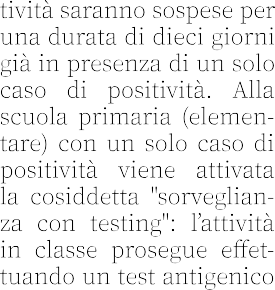 tività saranno sospese per
una durata di dieci giorni
già in presenza di un solo
caso di positività. Alla
scuola primaria (elemen-
tare) con un solo caso di
positività viene attivata
la cosiddetta "sorveglian-
za con testing": l’attività
in classe prosegue effet-
tuando un test antigenico